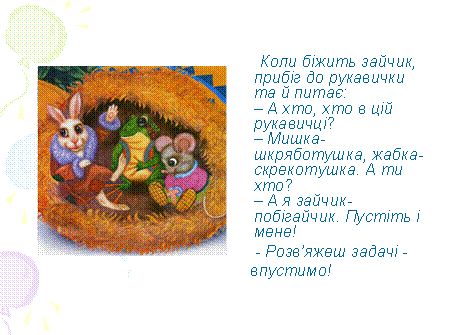 Коли біжить зайчик,
прибіг до рукавички
та й питає:
– А хто, хто в цій
рукавичці?
– Мишка-
шкряботушка, жабка-
скрекотушка. А ти
хто?
– А я зайчик-
побігайчик. Пустіть і
мене!
- Розв'яжеш задачі -
впустимо!